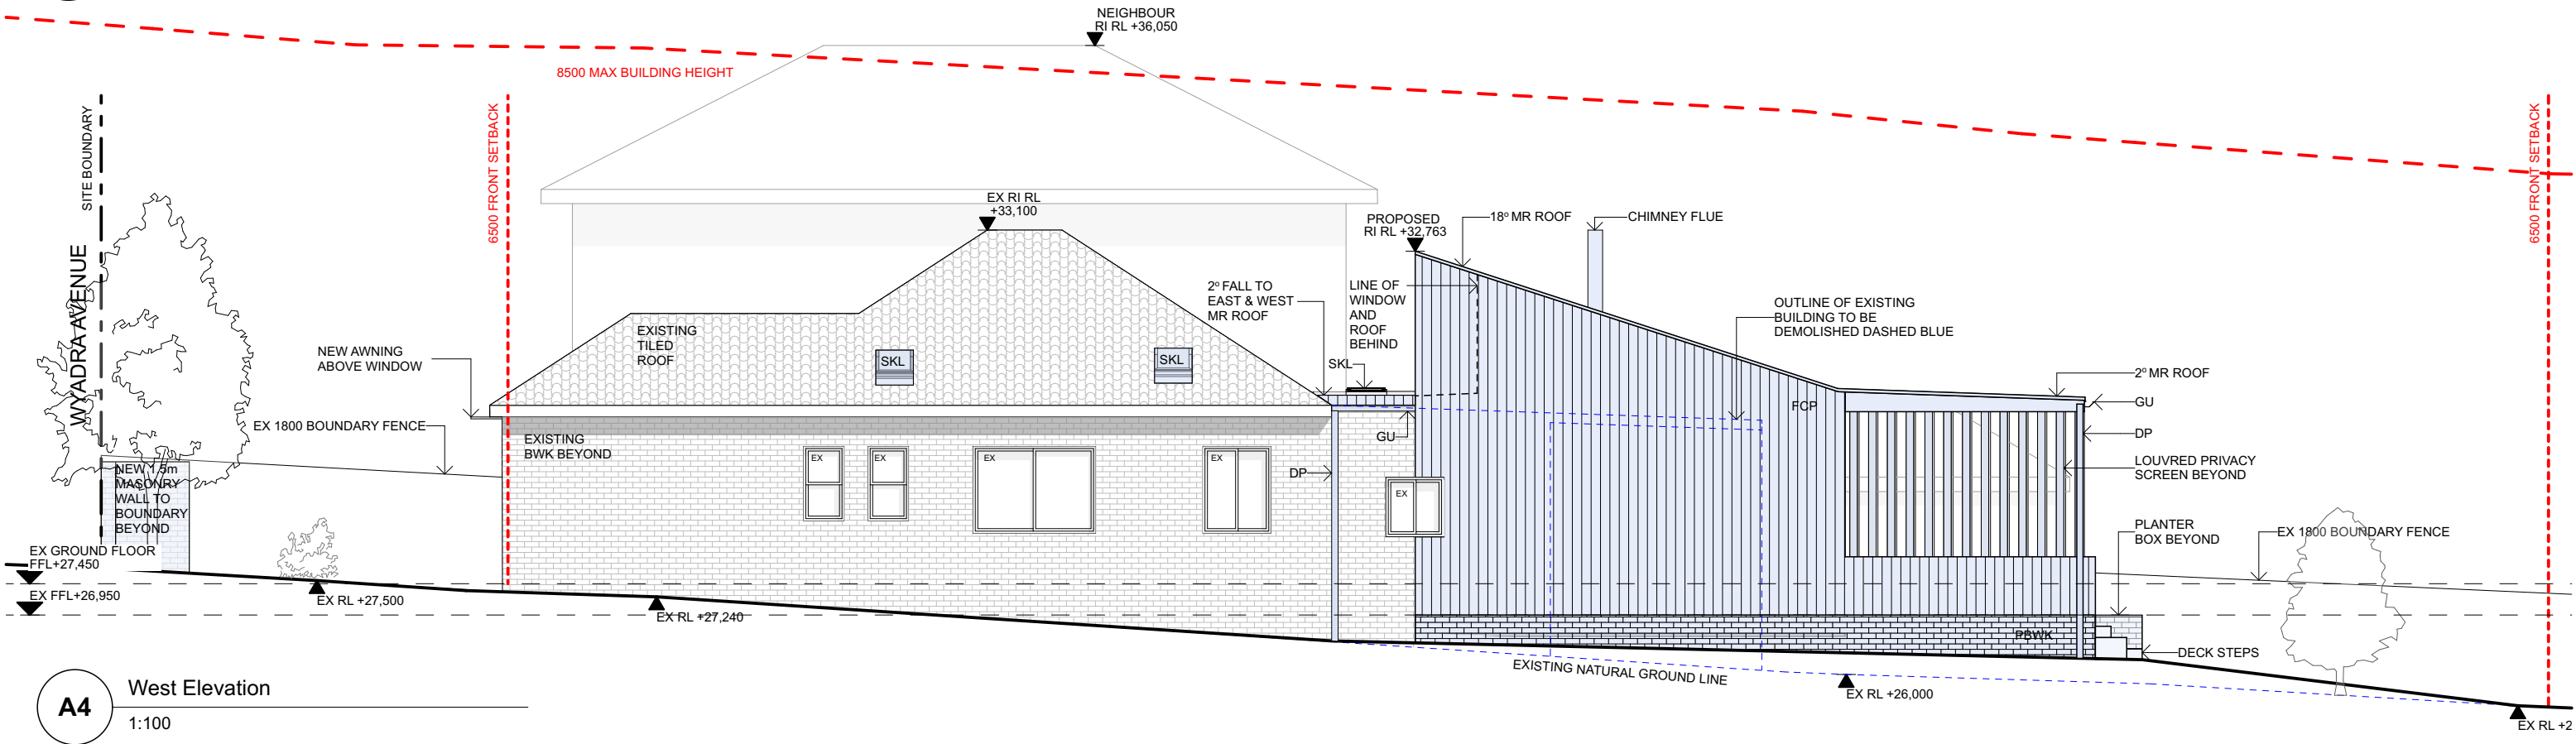 NEIGHBOUR
RI RL +36,050
8500 MAX BUILDING HEIGHT
SITE BOUNDARY
WYADRA AVENUE
6500 FRONT SETBACK
6500 FRONT SETBACK
EX RI RL
+33,100
PROPOSED
RI RL +32,763
18º MR ROOF
CHIMNEY FLUE
2º FALL TO
EAST & WEST
MR ROOF
LINE OF
WINDOW
AND
ROOF
BEHIND
OUTLINE OF EXISTING
BUILDING TO BE
DEMOLISHED DASHED BLUE
EXISTING
TILED
ROOF
NEW AWNING
ABOVE WINDOW
SKL
SKL
SKL
2º MR ROOF
GU
FCP
DP
EX 1800 BOUNDARY FENCE
EXISTING
BWK BEYOND
GU
EX
EX
EX
EX
DP
EX
LOUVRED PRIVACY
SCREEN BEYOND
NEW 1.5m
MASONRY
WALL TO
BOUNDARY
BEYOND
PLANTER
BOX BEYOND
EX 1800 BOUNDARY FENCE
EX GROUND FLOOR
FFL+27,450
EX FFL+26,950
EX RL +27,500
EX RL +27,240
PBWK
DECK STEPS
EXISTING NATURAL GROUND LINE
EX RL +26,000
EX RL +2
A4
West Elevation
1:100